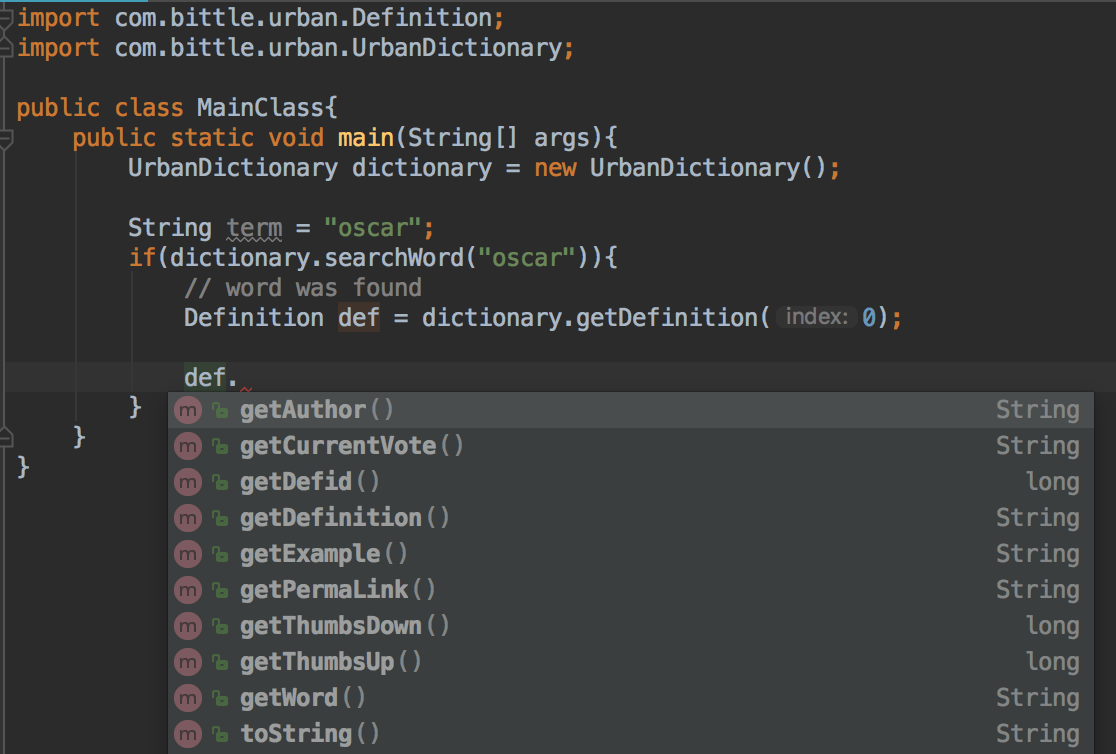 import com.bittle.urban.Definition;
import com.bittle.urban.UrbanDictionary;
public class MainClass{
public static void main(String[] args){
UrbanDictionary dictionary = new UrbanDictionary();
String term = "oscar";
if(dictionary.searchWord("oscar")){
// word was found
Definition def = dictionary.getDefinition( index: 0);
def.
}
}
}
m getAuthor() String
m getCurrentVote() String
m getDefid() long
m getDefinition() String
m getExample() String
m getPermaLink() String
m getThumbsDown() long
m getThumbsUp() long
m getWord() String
m toString() String